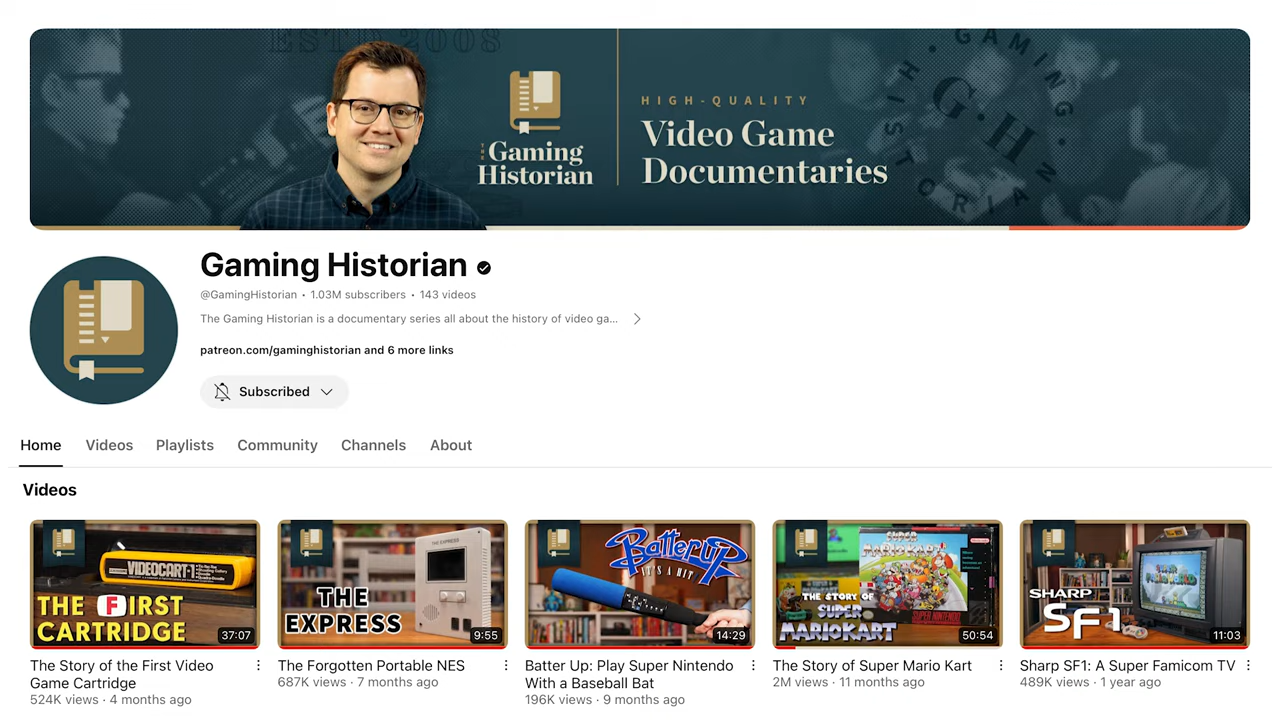 ESTD 2008
THE
Gaming
Historian
HIGH-QUALITY
Video Game
Documentaries
GAMING
HISTORIAN
G·H
Gaming Historian
@GamingHistorian • 1.03M subscribers • 143 videos
The Gaming Historian is a documentary series all about the history of video ga...
patreon.com/gaminghistorian and 6 more links
Subscribed
Home Videos Playlists Community Channels About
Videos
VIDEOCART-1
THE FIRST
CARTRIDGE
37:07
THE EXPRESS
THE
EXPRESS
9:55
BatterUP
IT'S A HIT
14:29
SUPER
MARIOKART
THE STORY OF
SUPER
MARIOKART
SUPER NINTENDO
50:54
SHARP
SF1
11:03
The Story of the First Video
Game Cartridge
524K views · 4 months ago
The Forgotten Portable NES
687K views · 7 months ago
Batter Up: Play Super Nintendo
With a Baseball Bat
196K views · 9 months ago
The Story of Super Mario Kart
2M views · 11 months ago
Sharp SF1: A Super Famicom TV
489K views · 1 year ago